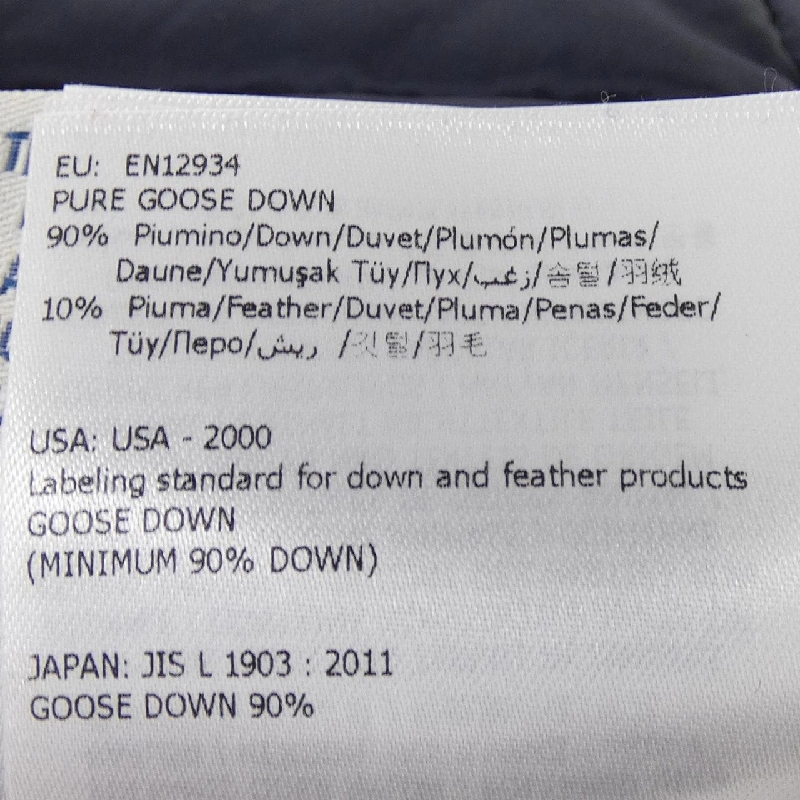 EU: EN12934
PURE GOOSE DOWN
90% Piumino/Down/Duvet/Plumón/Plumas/
Daune/Yumuşak Tüy/Пух/زغب/솜털/羽绒
10% Piuma/Feather/Duvet/Pluma/Penas/Feder/
Tüy/Перо/ريش /깃털/羽毛
USA: USA - 2000
Labeling standard for down and feather products
GOOSE DOWN
(MINIMUM 90% DOWN)
JAPAN: JIS L 1903 : 2011
GOOSE DOWN 90%